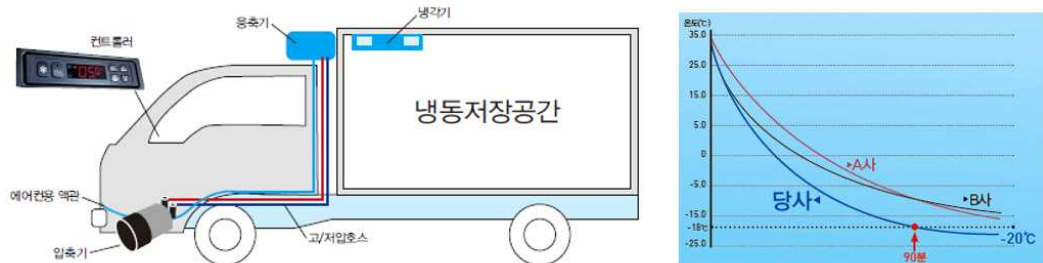 응축기
냉각기
컨트롤러
냉동저장공간
에어컨용 액관
압축기
고/저압호스
온도(℃)
35.0
25.0
15.0
5.0
0
-5.0
-15.0
-18℃
-25.0
▸A사
▸B사
당사◂
-20℃
90분